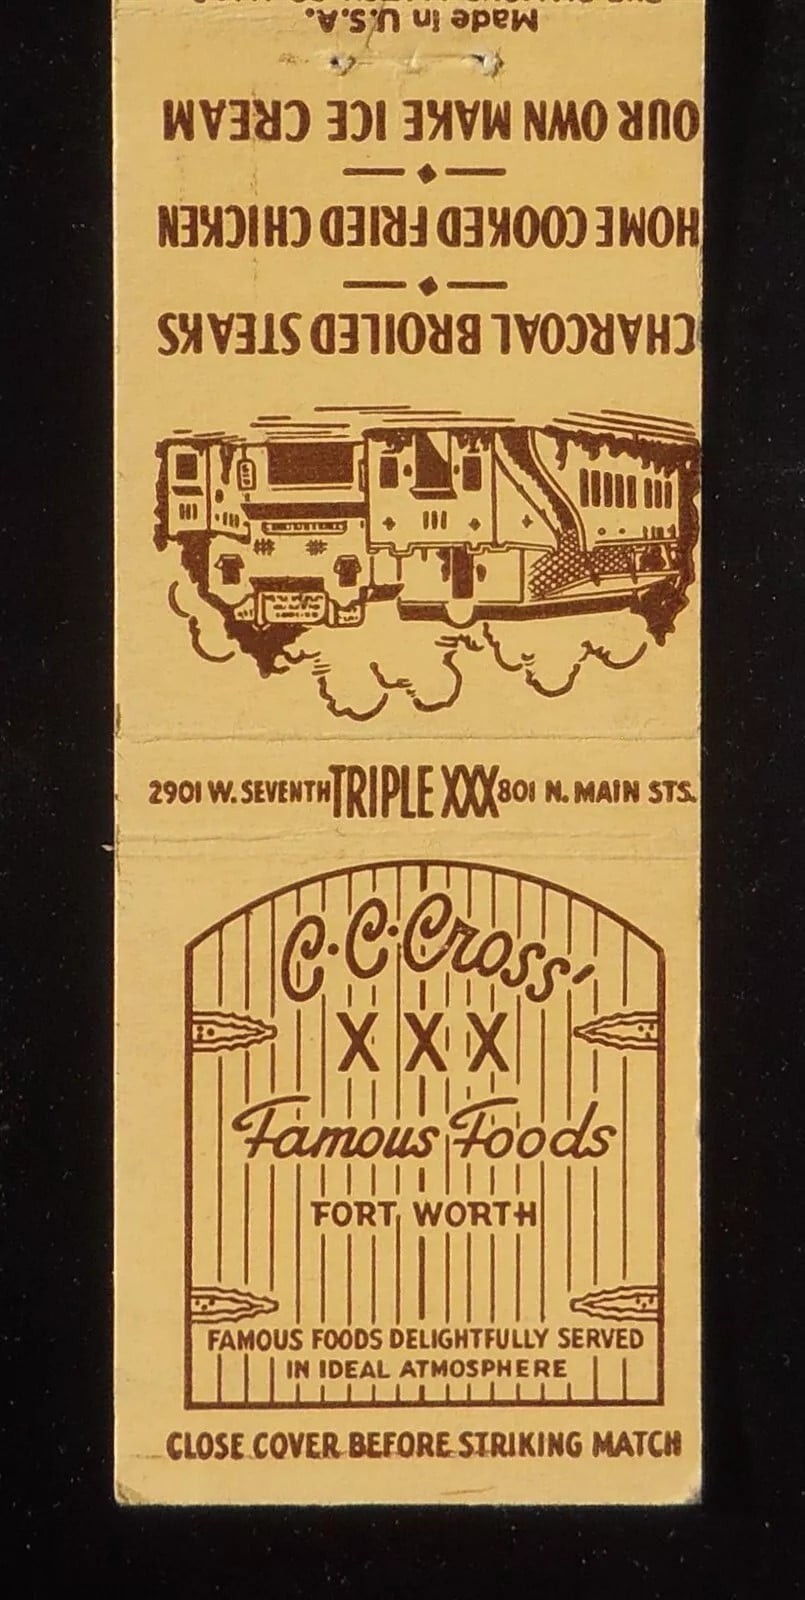 Made in U.S.A.
OUR OWN MAKE ICE CREAM
HOME COOKED FRIED CHICKEN
CHARCOAL BROILED STEAKS
2901 W. SEVENTH TRIPLE XXX 801 N. MAIN STS.
C.C. Cross'
XXX
Famous Foods
FORT WORTH
FAMOUS FOODS DELIGHTFULLY SERVED
IN IDEAL ATMOSPHERE
CLOSE COVER BEFORE STRIKING MATCH